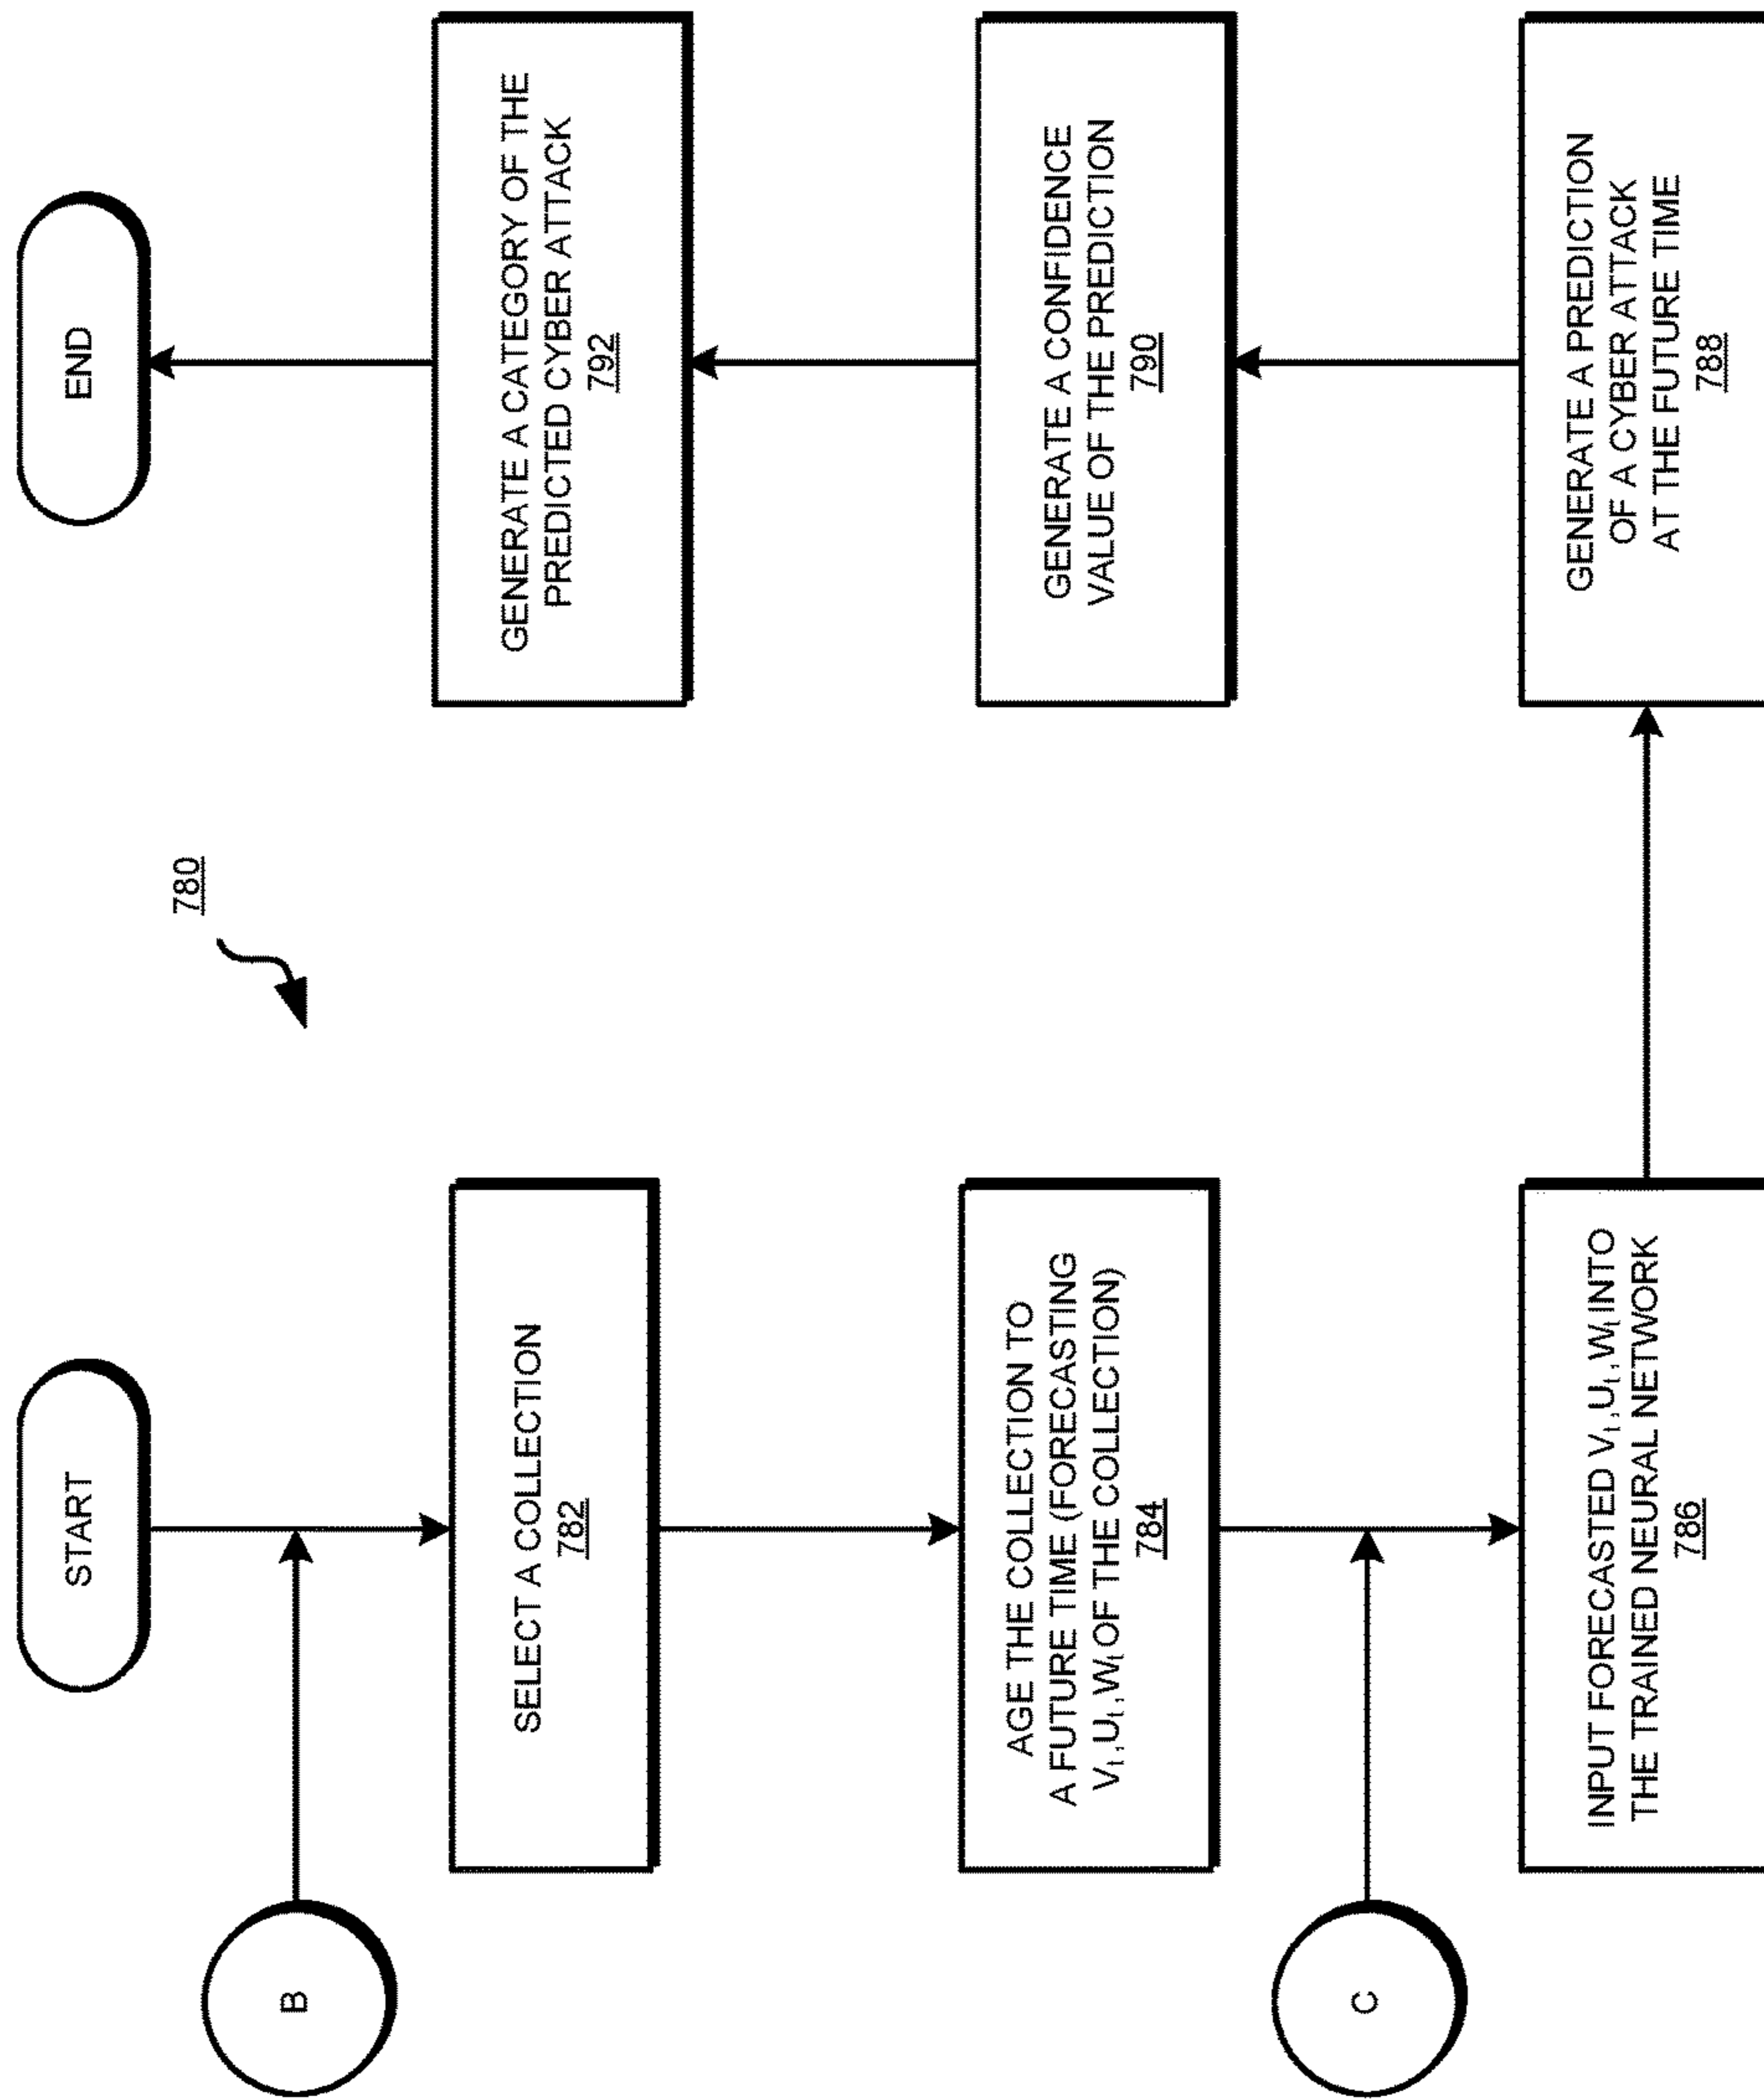 780
START
B
SELECT A COLLECTION
782
AGE THE COLLECTION TO
A FUTURE TIME (FORECASTING
Vₜ, Uₜ, Wₜ OF THE COLLECTION)
784
C
INPUT FORECASTED Vₜ, Uₜ, Wₜ INTO
THE TRAINED NEURAL NETWORK
786
GENERATE A PREDICTION
OF A CYBER ATTACK
AT THE FUTURE TIME
788
GENERATE A CONFIDENCE
VALUE OF THE PREDICTION
790
GENERATE A CATEGORY OF THE
PREDICTED CYBER ATTACK
792
END